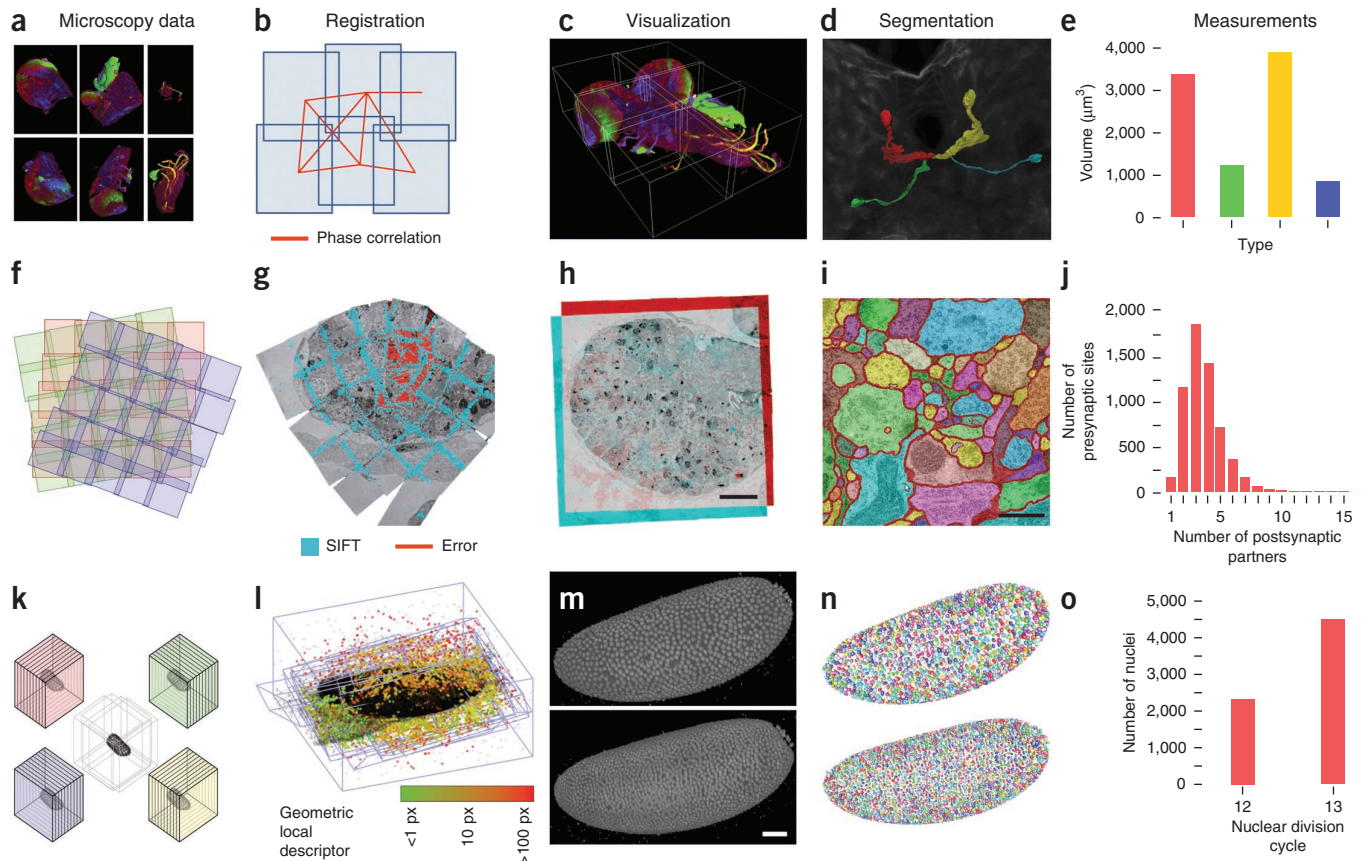 a Microscopy data
b Registration
Phase correlation
c Visualization
d Segmentation
e Measurements
4,000
3,000
2,000
1,000
0
Volume (μm³)
Type
f
g
SIFT
Error
h
i
j
2,000
1,500
1,000
500
0
Number of
presynaptic sites
1
5
10
15
Number of postsynaptic
partners
k
l
Geometric
local
descriptor
<1 px
10 px
>100 px
m
n
o
5,000
4,000
3,000
2,000
1,000
0
Number of nuclei
12
13
Nuclear division
cycle